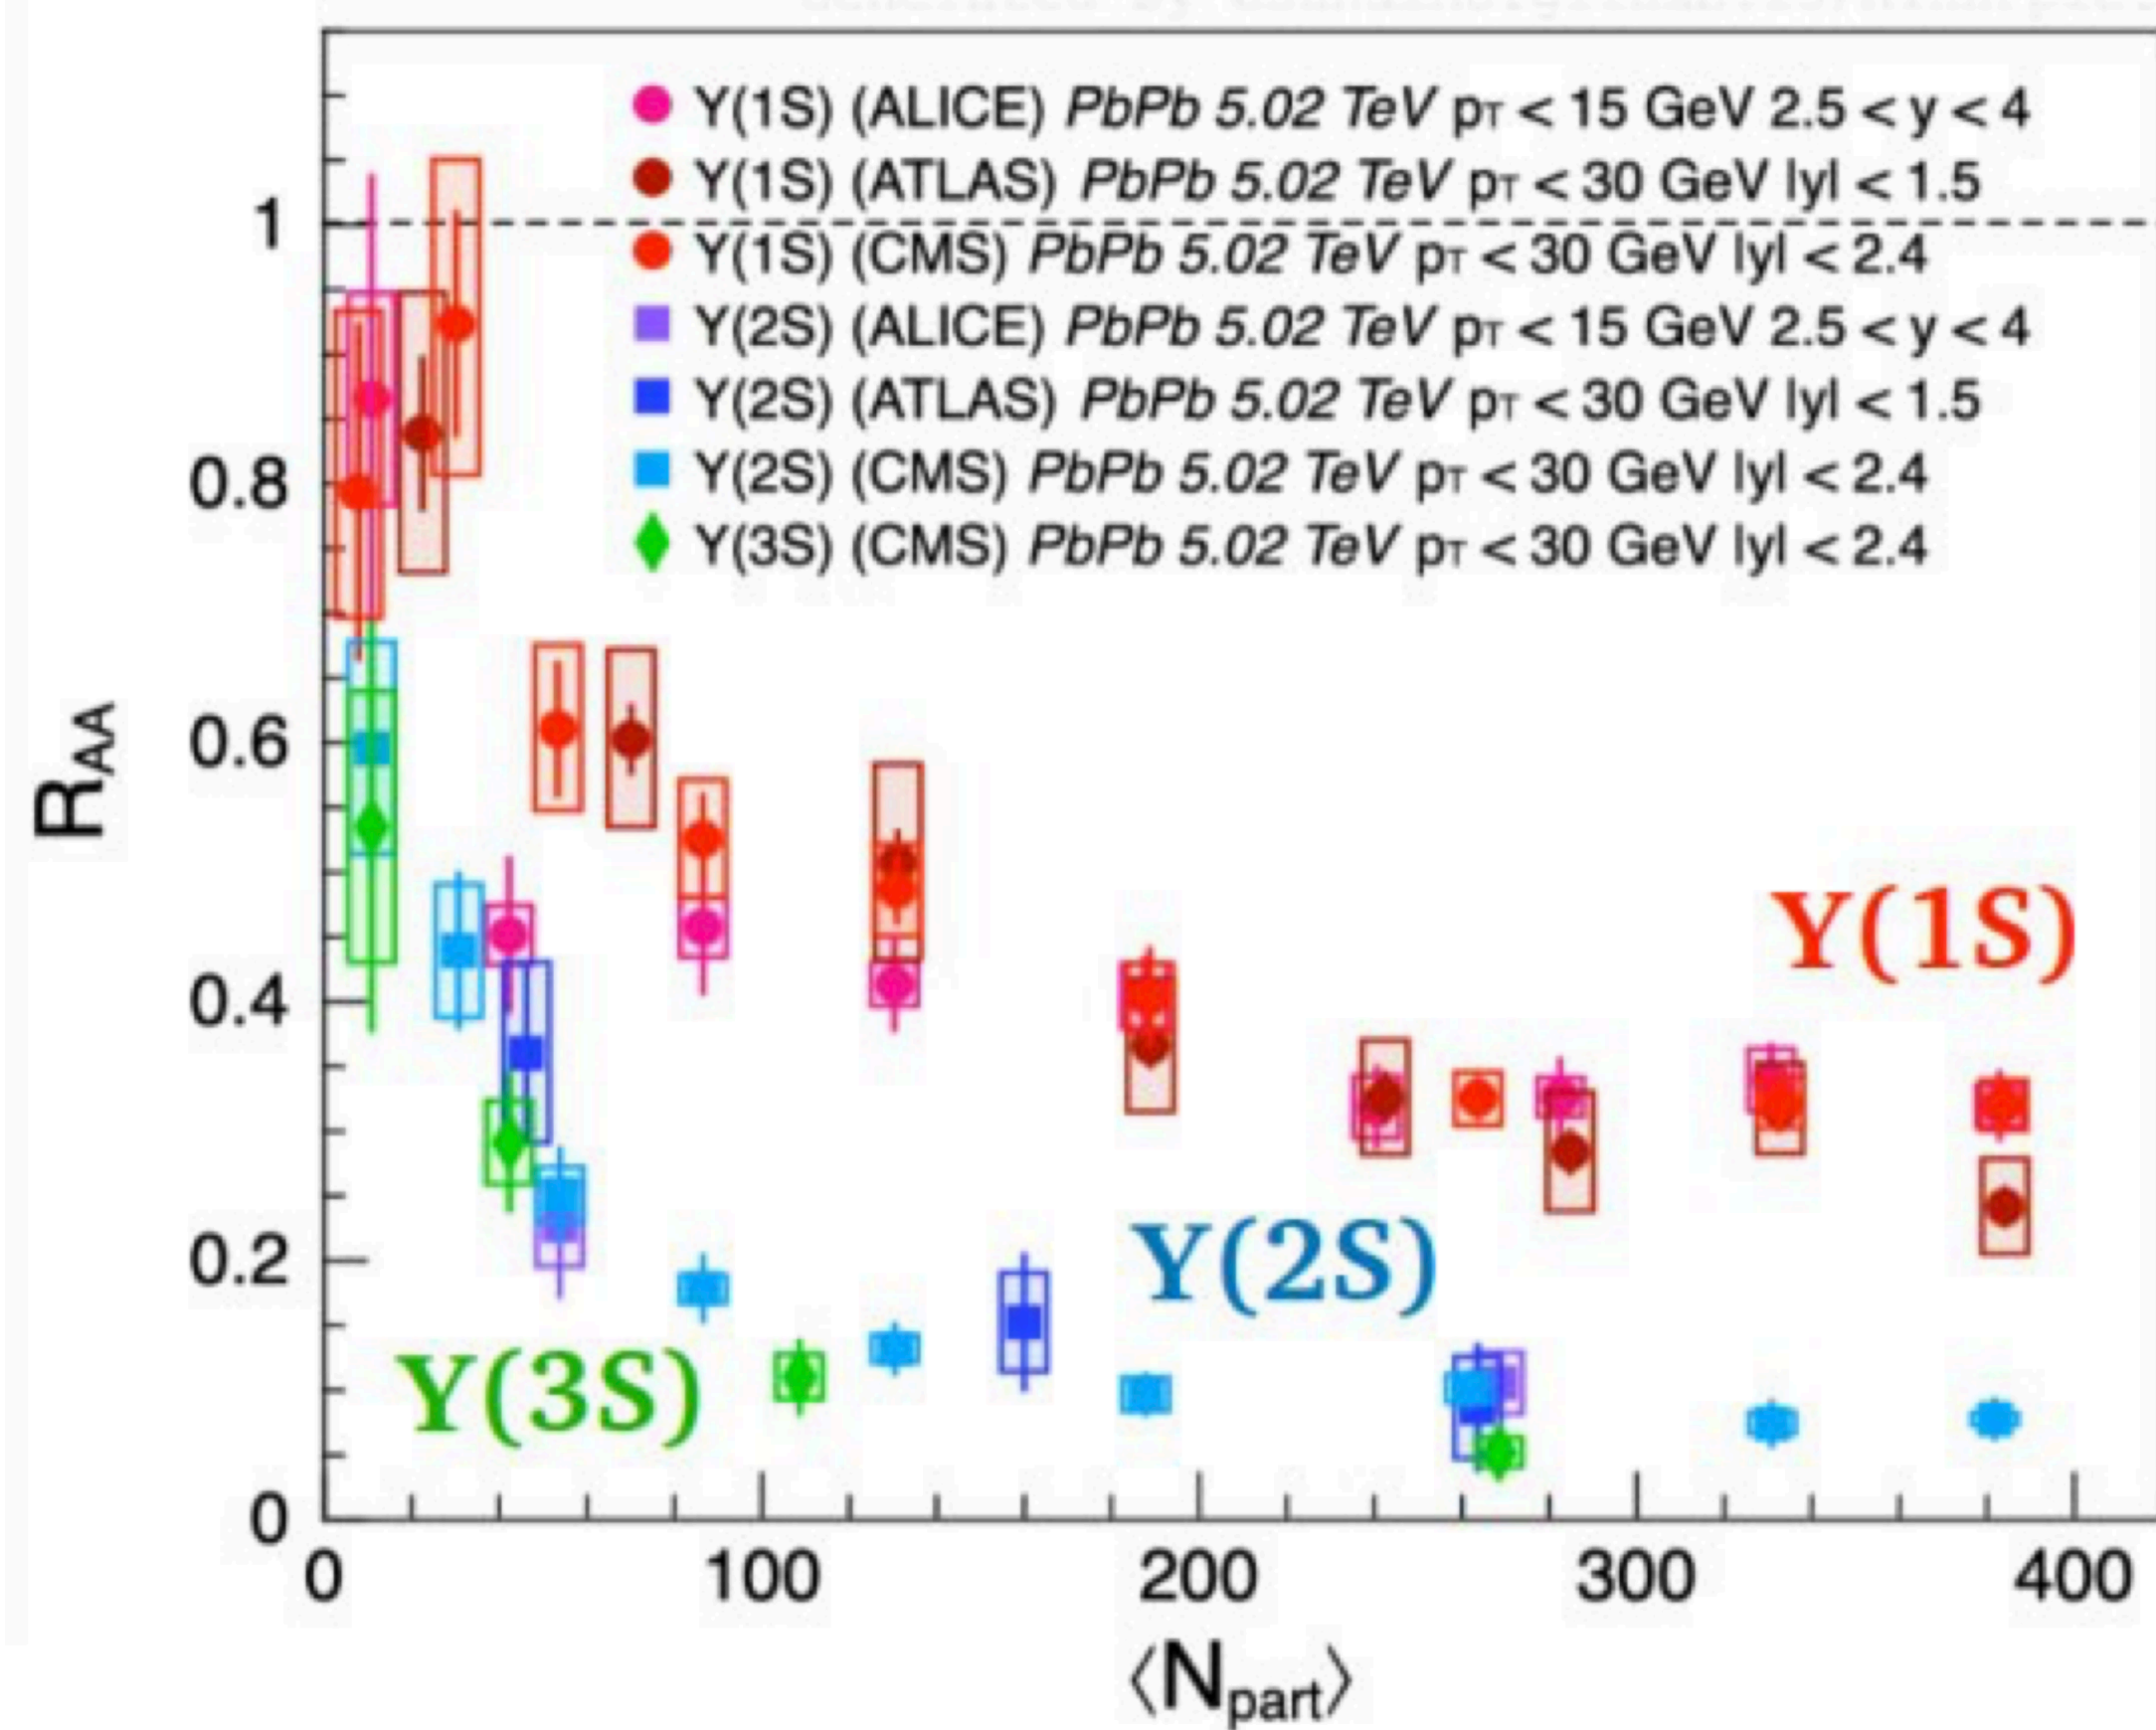 Y(1S) (ALICE) PbPb 5.02 TeV pT < 15 GeV 2.5 < y < 4
Y(1S) (ATLAS) PbPb 5.02 TeV pT < 30 GeV |y| < 1.5
1
Y(1S) (CMS) PbPb 5.02 TeV pT < 30 GeV |y| < 2.4
Y(2S) (ALICE) PbPb 5.02 TeV pT < 15 GeV 2.5 < y < 4
Y(2S) (ATLAS) PbPb 5.02 TeV pT < 30 GeV |y| < 1.5
0.8
Y(2S) (CMS) PbPb 5.02 TeV pT < 30 GeV |y| < 2.4
Y(3S) (CMS) PbPb 5.02 TeV pT < 30 GeV |y| < 2.4
0.6
RAA
Y(1S)
0.4
Y(2S)
0.2
Y(3S)
0
0 100 200 300 400
⟨Npart⟩